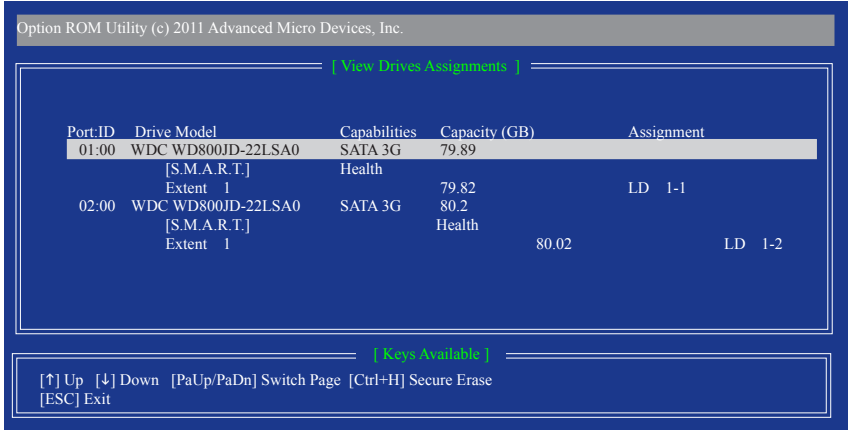 Option ROM Utility (c) 2011 Advanced Micro Devices, Inc.
[ View Drives Assignments ]
Port:ID Drive Model Capabilities Capacity (GB) Assignment
01:00 WDC WD800JD-22LSA0 SATA 3G 79.89
[S.M.A.R.T.] Health
Extent 1 79.82 LD 1-1
02:00 WDC WD800JD-22LSA0 SATA 3G 80.2
[S.M.A.R.T.] Health
Extent 1 80.02 LD 1-2
[ Keys Available ]
[↑] Up [↓] Down [PaUp/PaDn] Switch Page [Ctrl+H] Secure Erase
[ESC] Exit